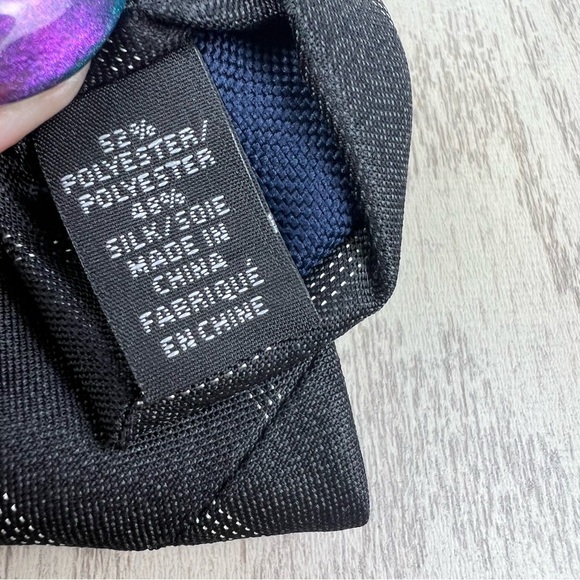 52%
POLYESTER/
POLYESTER
48%
SILK/SOIE
MADE IN
CHINA
FABRIQUÉ
EN CHINE